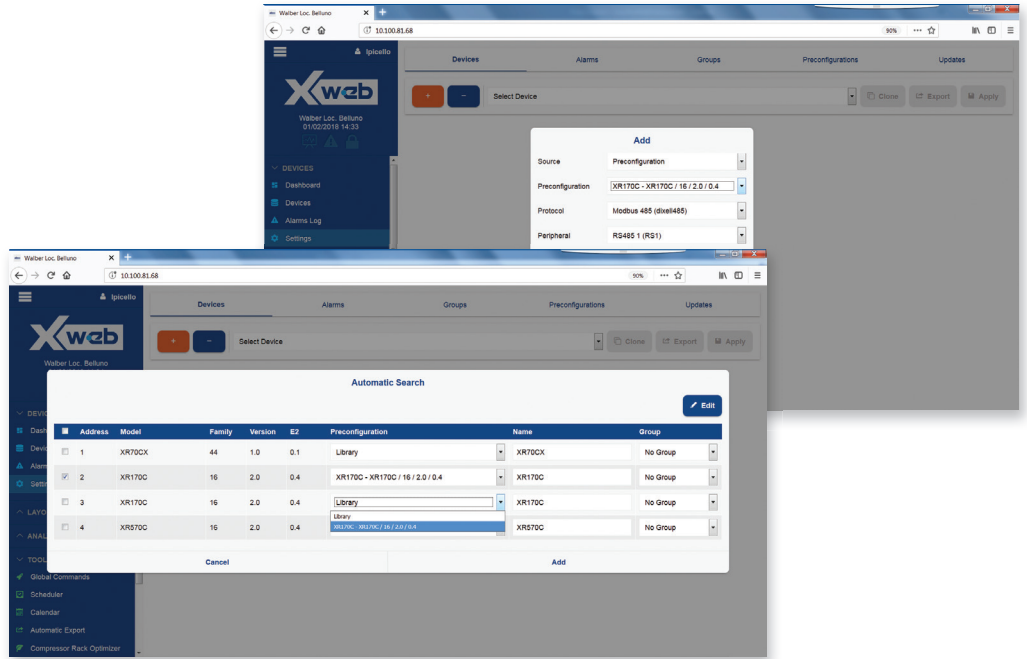 Walber Loc. Belluno
10.100.81.68
90%
lpicello
Xweb
Walber Loc. Belluno
01/02/2018 14:33
DEVICES
Dashboard
Devices
Alarms Log
Settings
Devices Alarms Groups Preconfigurations Updates
+ − Select Device Clone Export Apply
Add
Source Preconfiguration
Preconfiguration XR170C - XR170C / 16 / 2.0 / 0.4
Protocol Modbus 485 (dixell485)
Peripheral RS485 1 (RS1)
Walber Loc. Belluno
10.100.81.68
90%
lpicello
Xweb
Walber Loc. Belluno
Devices Alarms Groups Preconfigurations Updates
+ − Select Device Clone Export Apply
Automatic Search
Edit
Address Model Family Version E2 Preconfiguration Name Group
1 XR70CX 44 1.0 0.1 Library XR70CX No Group
2 XR170C 16 2.0 0.4 XR170C - XR170C / 16 / 2.0 / 0.4 XR170C No Group
3 XR170C 16 2.0 0.4 Library XR170C No Group
Library
XR170C - XR170C / 16 / 2.0 / 0.4
4 XR570C 16 2.0 0.4 XR570C No Group
Cancel Add
DEVIC
Dash
Devic
Alarm
Settin
LAYO
ANAL
TOOL
Global Commands
Scheduler
Calendar
Automatic Export
Compressor Rack Optimizer